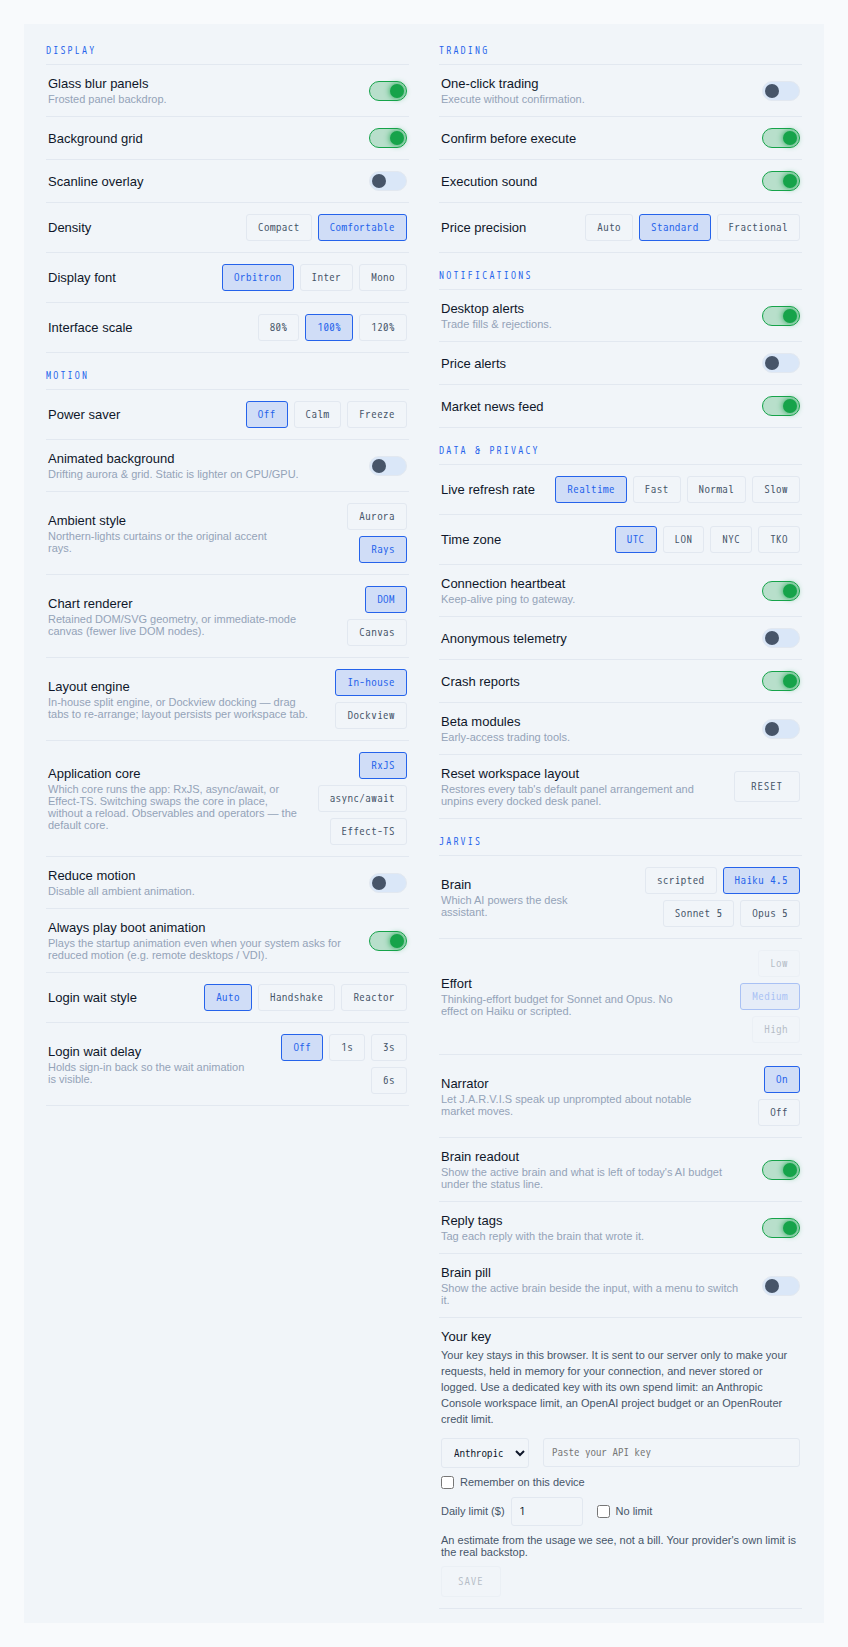 DISPLAY
Glass blur panels
Frosted panel backdrop.
Background grid
Scanline overlay
Density Compact Comfortable
Display font Orbitron Inter Mono
Interface scale 80% 100% 120%
MOTION
Power saver Off Calm Freeze
Animated background
Drifting aurora & grid. Static is lighter on CPU/GPU.
Aurora
Ambient style
Northern-lights curtains or the original accent
rays.
Rays
DOM
Chart renderer
Retained DOM/SVG geometry, or immediate-mode
canvas (fewer live DOM nodes).
Canvas
In-house
Layout engine
In-house split engine, or Dockview docking — drag
tabs to re-arrange; layout persists per workspace tab.
Dockview
RxJS
Application core
Which core runs the app: RxJS, async/await, or
Effect-TS. Switching swaps the core in place,
without a reload. Observables and operators — the
default core.
async/await
Effect-TS
Reduce motion
Disable all ambient animation.
Always play boot animation
Plays the startup animation even when your system asks for
reduced motion (e.g. remote desktops / VDI).
Login wait style Auto Handshake Reactor
Login wait delay Off 1s 3s
Holds sign-in back so the wait animation
is visible.
6s
TRADING
One-click trading
Execute without confirmation.
Confirm before execute
Execution sound
Price precision Auto Standard Fractional
NOTIFICATIONS
Desktop alerts
Trade fills & rejections.
Price alerts
Market news feed
DATA & PRIVACY
Live refresh rate Realtime Fast Normal Slow
Time zone UTC LON NYC TKO
Connection heartbeat
Keep-alive ping to gateway.
Anonymous telemetry
Crash reports
Beta modules
Early-access trading tools.
Reset workspace layout
Restores every tab's default panel arrangement and
unpins every docked desk panel.
RESET
JARVIS
Brain scripted Haiku 4.5
Which AI powers the desk
assistant.
Sonnet 5 Opus 5
Low
Effort
Thinking-effort budget for Sonnet and Opus. No
effect on Haiku or scripted.
Medium
High
Narrator On
Let J.A.R.V.I.S speak up unprompted about notable
market moves.
Off
Brain readout
Show the active brain and what is left of today's AI budget
under the status line.
Reply tags
Tag each reply with the brain that wrote it.
Brain pill
Show the active brain beside the input, with a menu to switch
it.
Your key
Your key stays in this browser. It is sent to our server only to make your
requests, held in memory for your connection, and never stored or
logged. Use a dedicated key with its own spend limit: an Anthropic
Console workspace limit, an OpenAI project budget or an OpenRouter
credit limit.
Anthropic Paste your API key
Remember on this device
Daily limit ($) 1 No limit
An estimate from the usage we see, not a bill. Your provider's own limit is
the real backstop.
SAVE